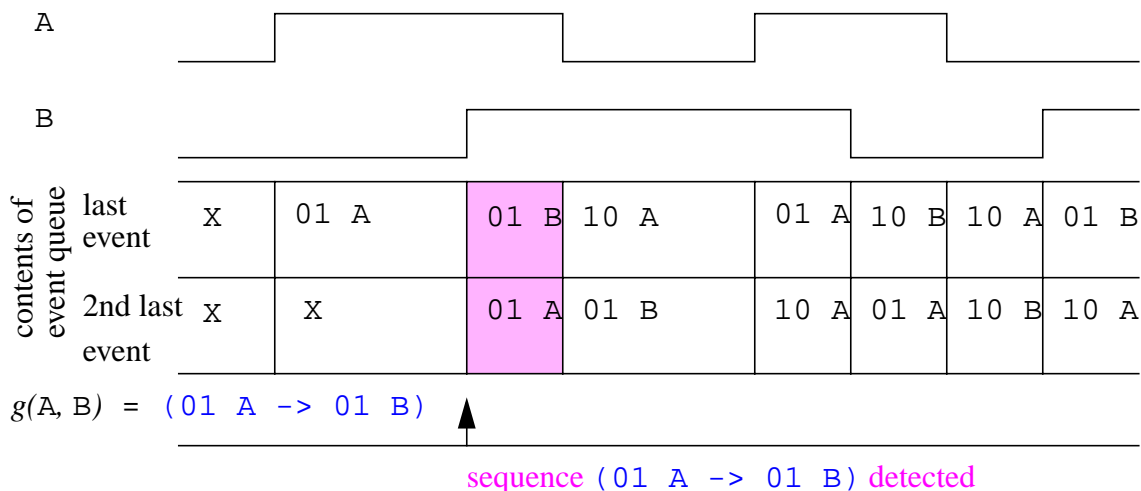 A
B
contents of
event queue
last
event
X
01 A
01 B
10 A
01 A
10 B
10 A
01 B
2nd last
event
X
X
01 A
01 B
10 A
01 A
10 B
10 A
g(A, B) = (01 A -> 01 B)
sequence (01 A -> 01 B) detected